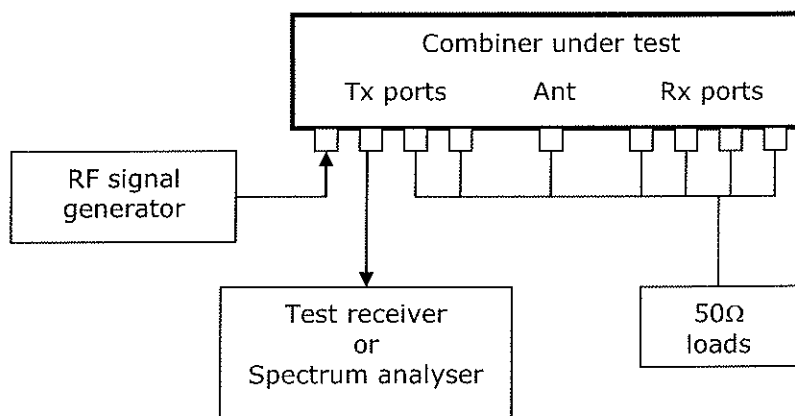 Combiner under test
Tx ports
Ant
Rx ports
RF signal
generator
Test receiver
or
Spectrum analyser
50Ω
loads